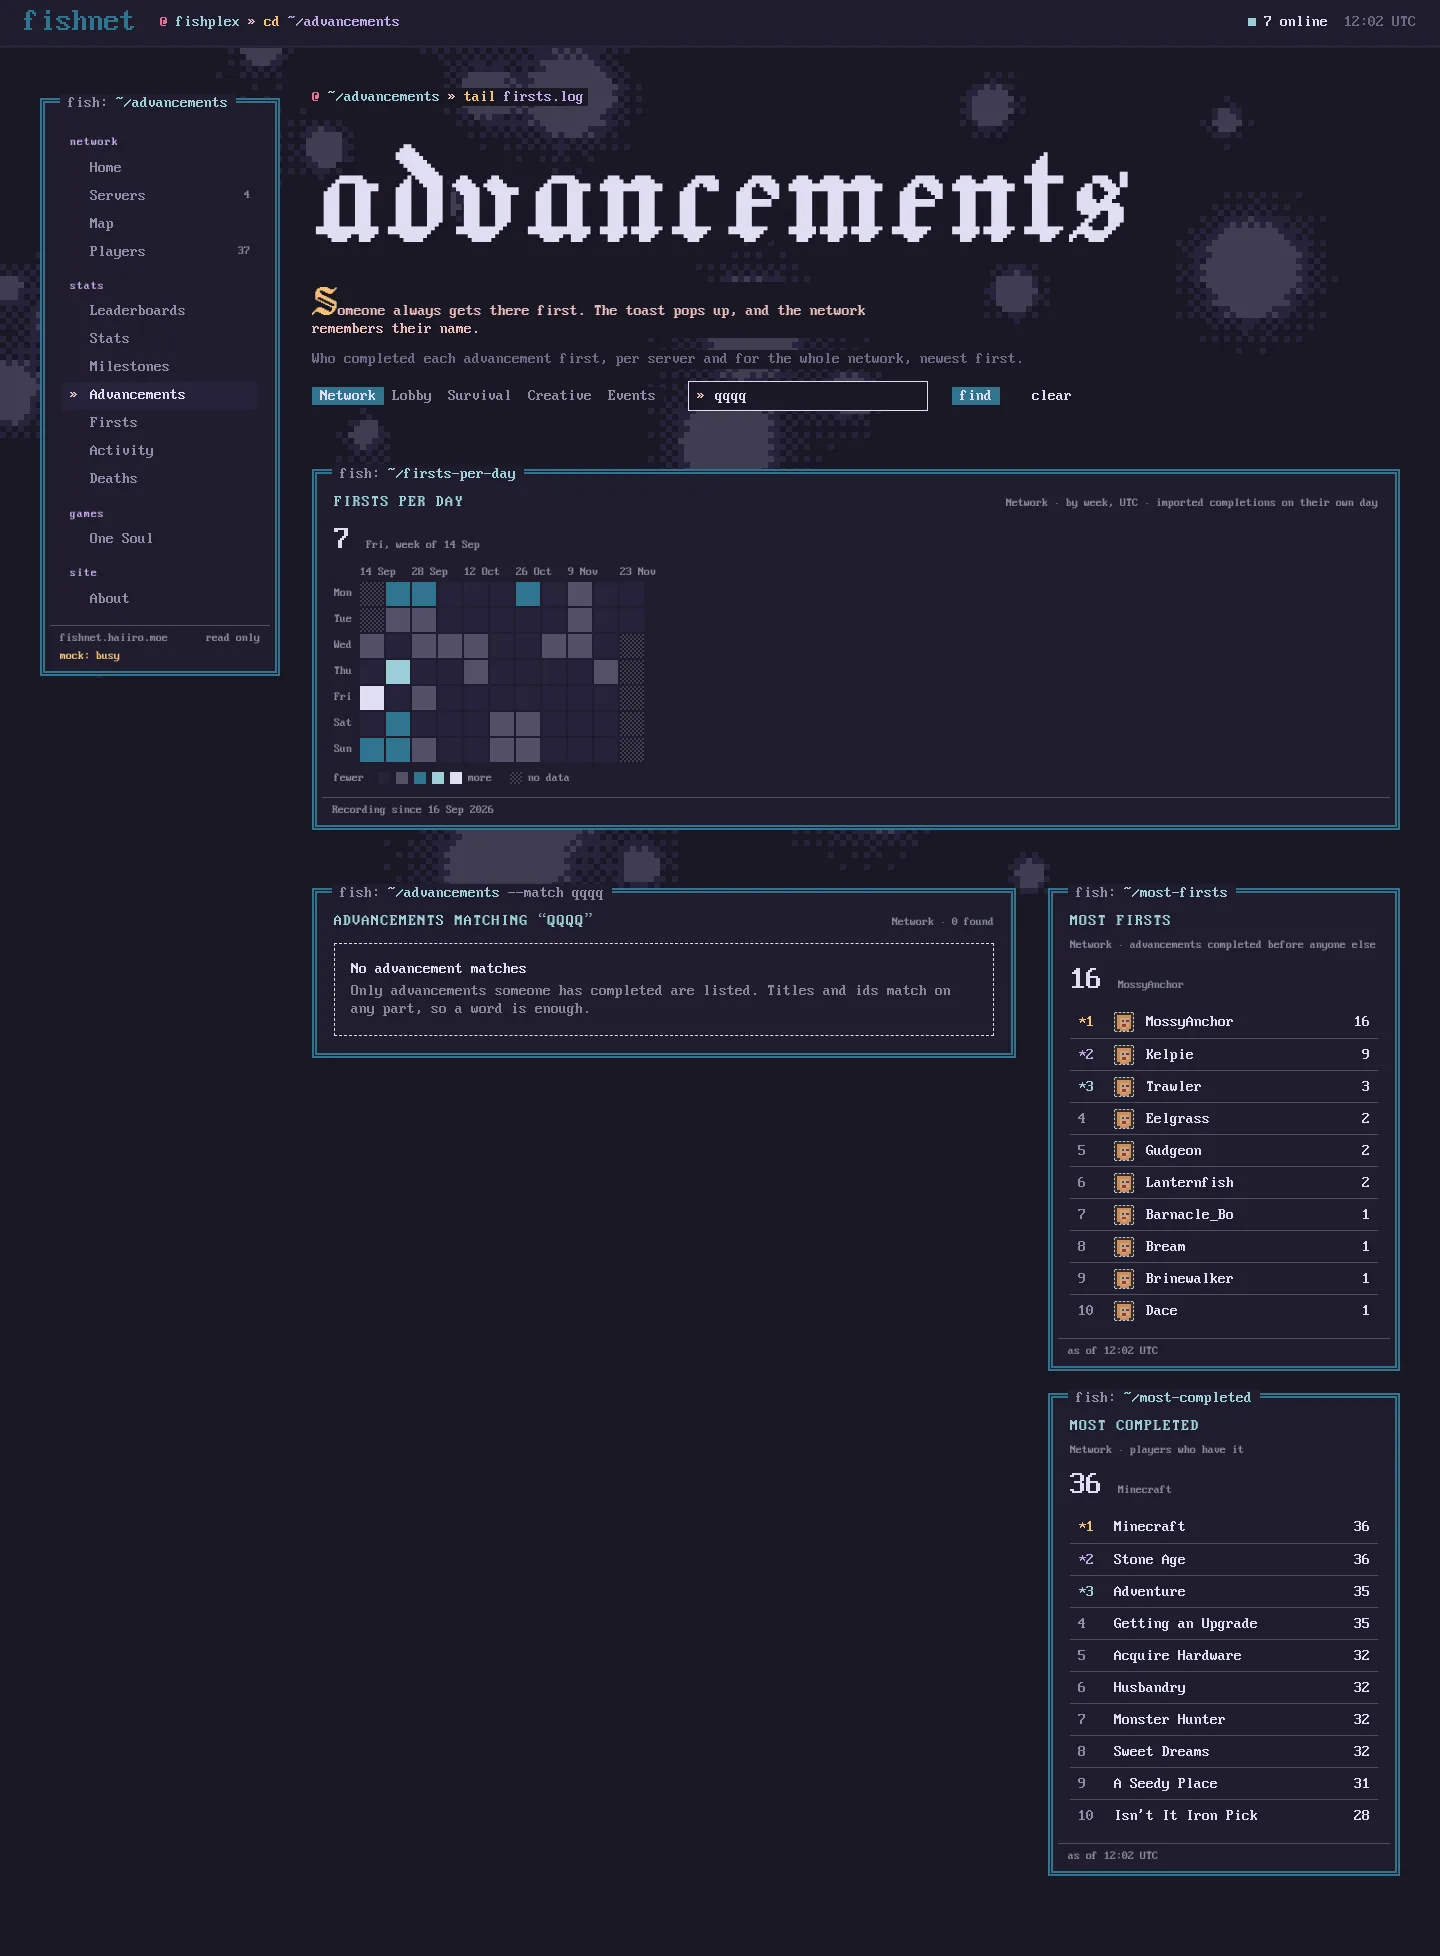 fishnet @ fishplex » cd ~/advancements
7 online 12:02 UTC
fish: ~/advancements
network
Home
Servers 4
Map
Players 37
stats
Leaderboards
Stats
Milestones
» Advancements
Firsts
Activity
Deaths
games
One Soul
site
About
fishnet.haiiro.moe read only
mock: busy
@ ~/advancements » tail firsts.log
advancements
Someone always gets there first. The toast pops up, and the network
remembers their name.
Who completed each advancement first, per server and for the whole network, newest first.
Network Lobby Survival Creative Events » qqqq find clear
fish: ~/firsts-per-day
FIRSTS PER DAY
Network · by week, UTC · imported completions on their own day
7 Fri, week of 14 Sep
14 Sep 28 Sep 12 Oct 26 Oct 9 Nov 23 Nov
Mon
Tue
Wed
Thu
Fri
Sat
Sun
fewer more no data
Recording since 16 Sep 2026
fish: ~/advancements --match qqqq
ADVANCEMENTS MATCHING “QQQQ”
Network · 0 found
No advancement matches
Only advancements someone has completed are listed. Titles and ids match on
any part, so a word is enough.
fish: ~/most-firsts
MOST FIRSTS
Network · advancements completed before anyone else
16 MossyAnchor
*1 MossyAnchor 16
*2 Kelpie 9
*3 Trawler 3
4 Eelgrass 2
5 Gudgeon 2
6 Lanternfish 2
7 Barnacle_Bo 1
8 Bream 1
9 Brinewalker 1
10 Dace 1
as of 12:02 UTC
fish: ~/most-completed
MOST COMPLETED
Network · players who have it
36 Minecraft
*1 Minecraft 36
*2 Stone Age 36
*3 Adventure 35
4 Getting an Upgrade 35
5 Acquire Hardware 32
6 Husbandry 32
7 Monster Hunter 32
8 Sweet Dreams 32
9 A Seedy Place 31
10 Isn’t It Iron Pick 28
as of 12:02 UTC